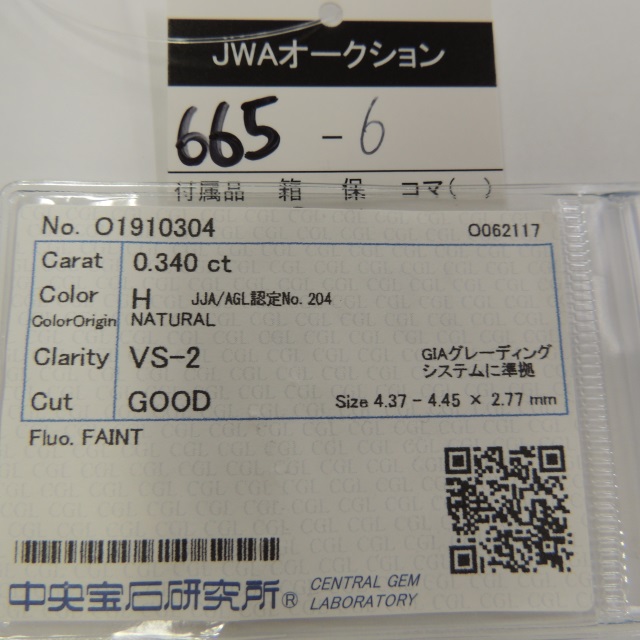 JWAオークション
665 - 6
付属品 箱 保 コマ( )
No. O1910304 O062117
Carat 0.340 ct
Color H JJA/AGL認定No. 204
ColorOrigin NATURAL
Clarity VS-2 GIAグレーディング
システムに準拠
Cut GOOD Size 4.37 - 4.45 × 2.77 mm
Fluo. FAINT
中央宝石研究所® CENTRAL GEM
LABORATORY